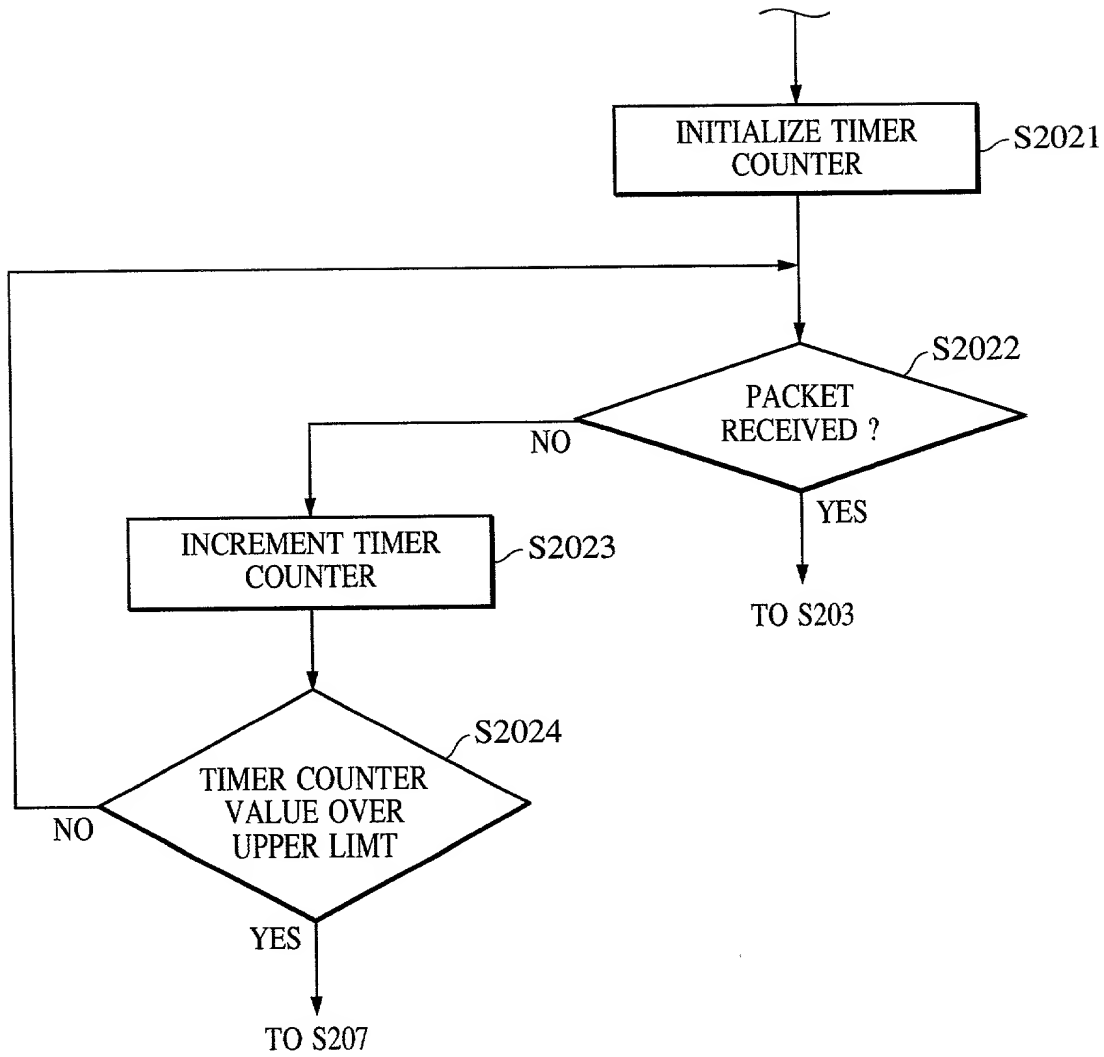 INITIALIZE TIMER
COUNTER
S2021
S2022
PACKET
RECEIVED ?
NO
YES
INCREMENT TIMER
COUNTER
S2023
TO S203
S2024
TIMER COUNTER
VALUE OVER
UPPER LIMT
NO
YES
TO S207